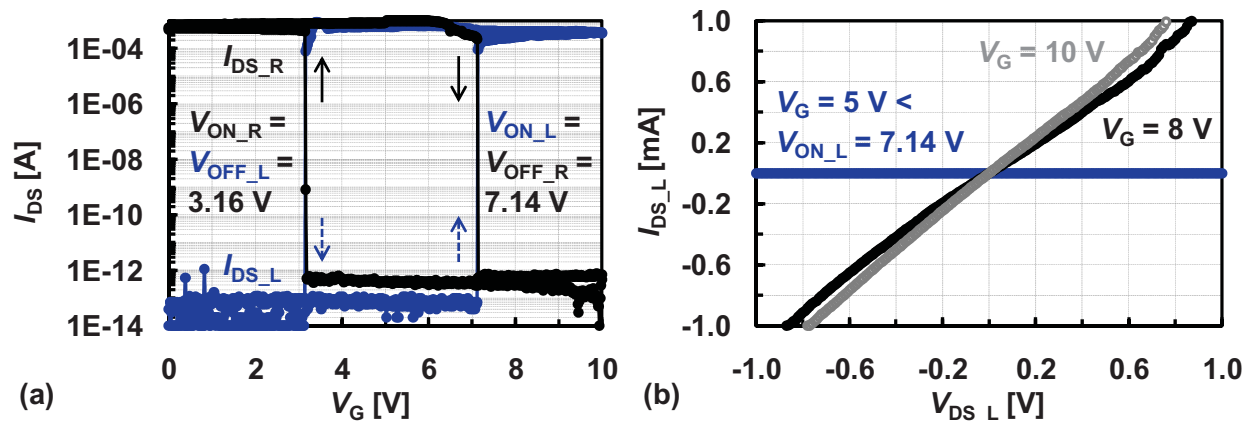 1E-04
1E-06
1E-08
1E-10
1E-12
1E-14
I_DS [A]
I_DS_R
V_ON_R =
V_OFF_L =
3.16 V
V_ON_L =
V_OFF_R =
7.14 V
I_DS_L
0 2 4 6 8 10
V_G [V]
(a)
1.0
0.6
0.2
-0.2
-0.6
-1.0
I_DS_L [mA]
V_G = 10 V
V_G = 5 V <
V_ON_L = 7.14 V
V_G = 8 V
-1.0 -0.6 -0.2 0.2 0.6 1.0
V_DS_L [V]
(b)